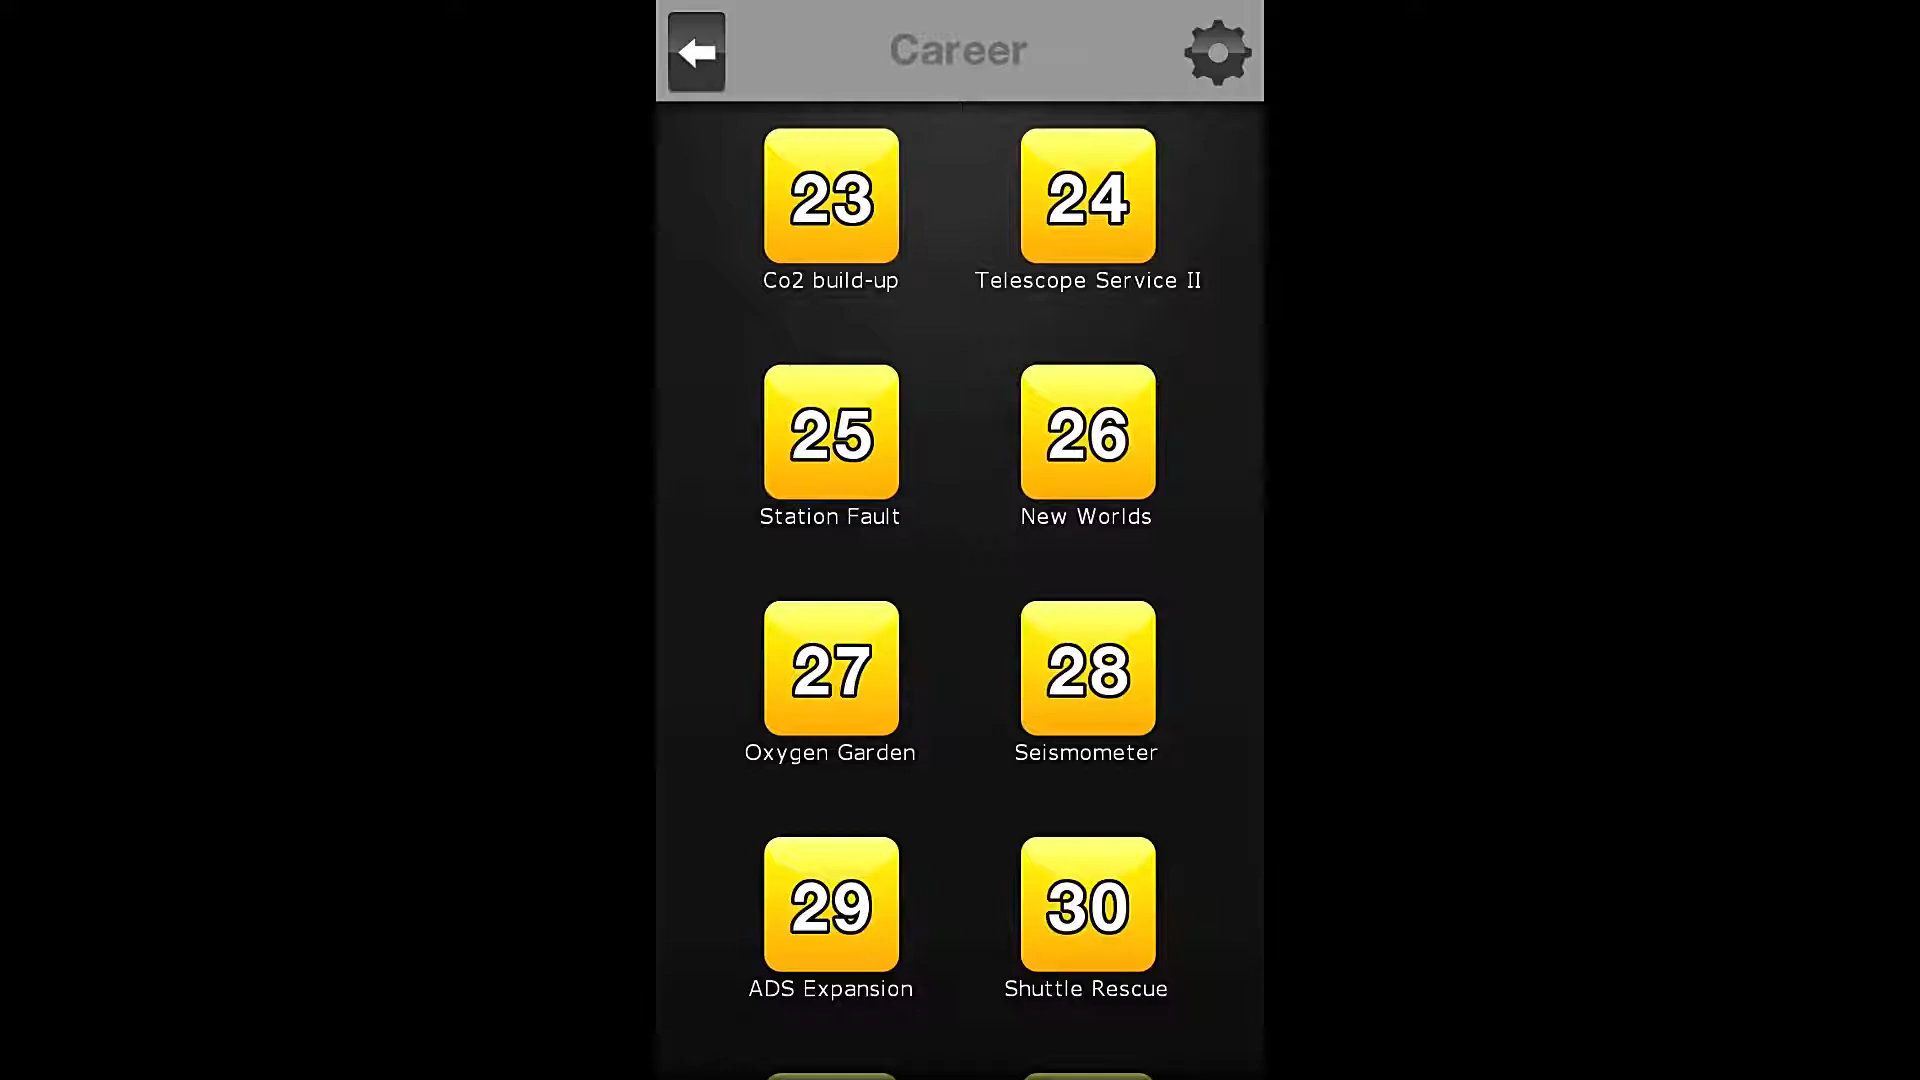 Career
23 24
Co2 build-up Telescope Service II
25 26
Station Fault New Worlds
27 28
Oxygen Garden Seismometer
29 30
ADS Expansion Shuttle Rescue